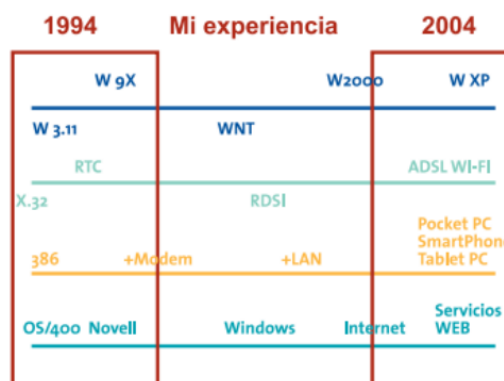 1994 Mi experiencia 2004
W 9X W2000 W XP
W 3.11 WNT
RTC ADSL WI-FI
X.32 RDSI
Pocket PC
SmartPhone
386 +Modem +LAN Tablet PC
Servicios
OS/400 Novell Windows Internet WEB